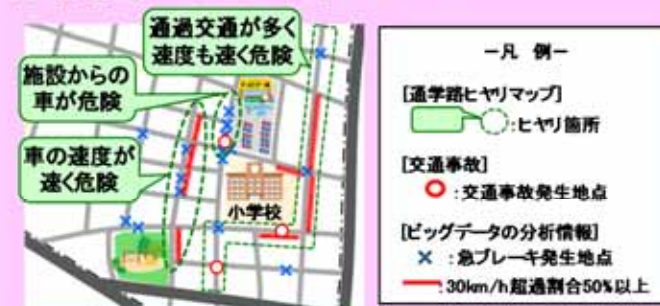 通過交通が多く
速度も速く危険
施設からの
車が危険
車の速度が
速く危険
小学校
－凡 例－
[通学路ヒヤリマップ]
:ヒヤリ箇所
[交通事故]
:交通事故発生地点
[ビッグデータの分析情報]
× :急ブレーキ発生地点
:30km/h超過割合50%以上